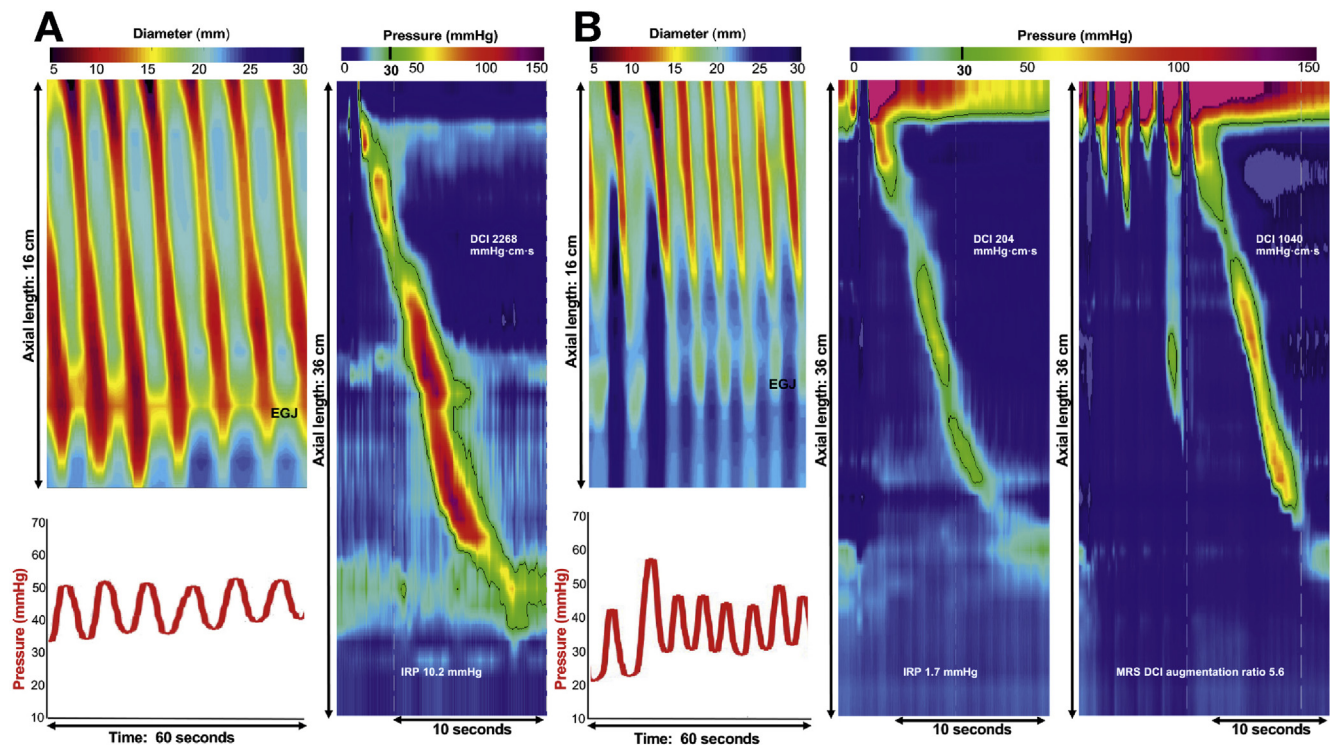 A
Diameter (mm)
5 10 15 20 25 30
Axial length: 16 cm
EGJ
Pressure (mmHg)
70
60
50
40
30
20
10
Time: 60 seconds
Pressure (mmHg)
0 30 50 100 150
Axial length: 36 cm
DCI 2268
mmHg·cm·s
IRP 10.2 mmHg
10 seconds
B
Diameter (mm)
5 10 15 20 25 30
Axial length: 16 cm
EGJ
Pressure (mmHg)
70
60
50
40
30
20
10
Time: 60 seconds
Pressure (mmHg)
0 30 50 100 150
Axial length: 36 cm
DCI 204
mmHg·cm·s
IRP 1.7 mmHg
10 seconds
Axial length: 36 cm
DCI 1040
mmHg·cm·s
MRS DCI augmentation ratio 5.6
10 seconds